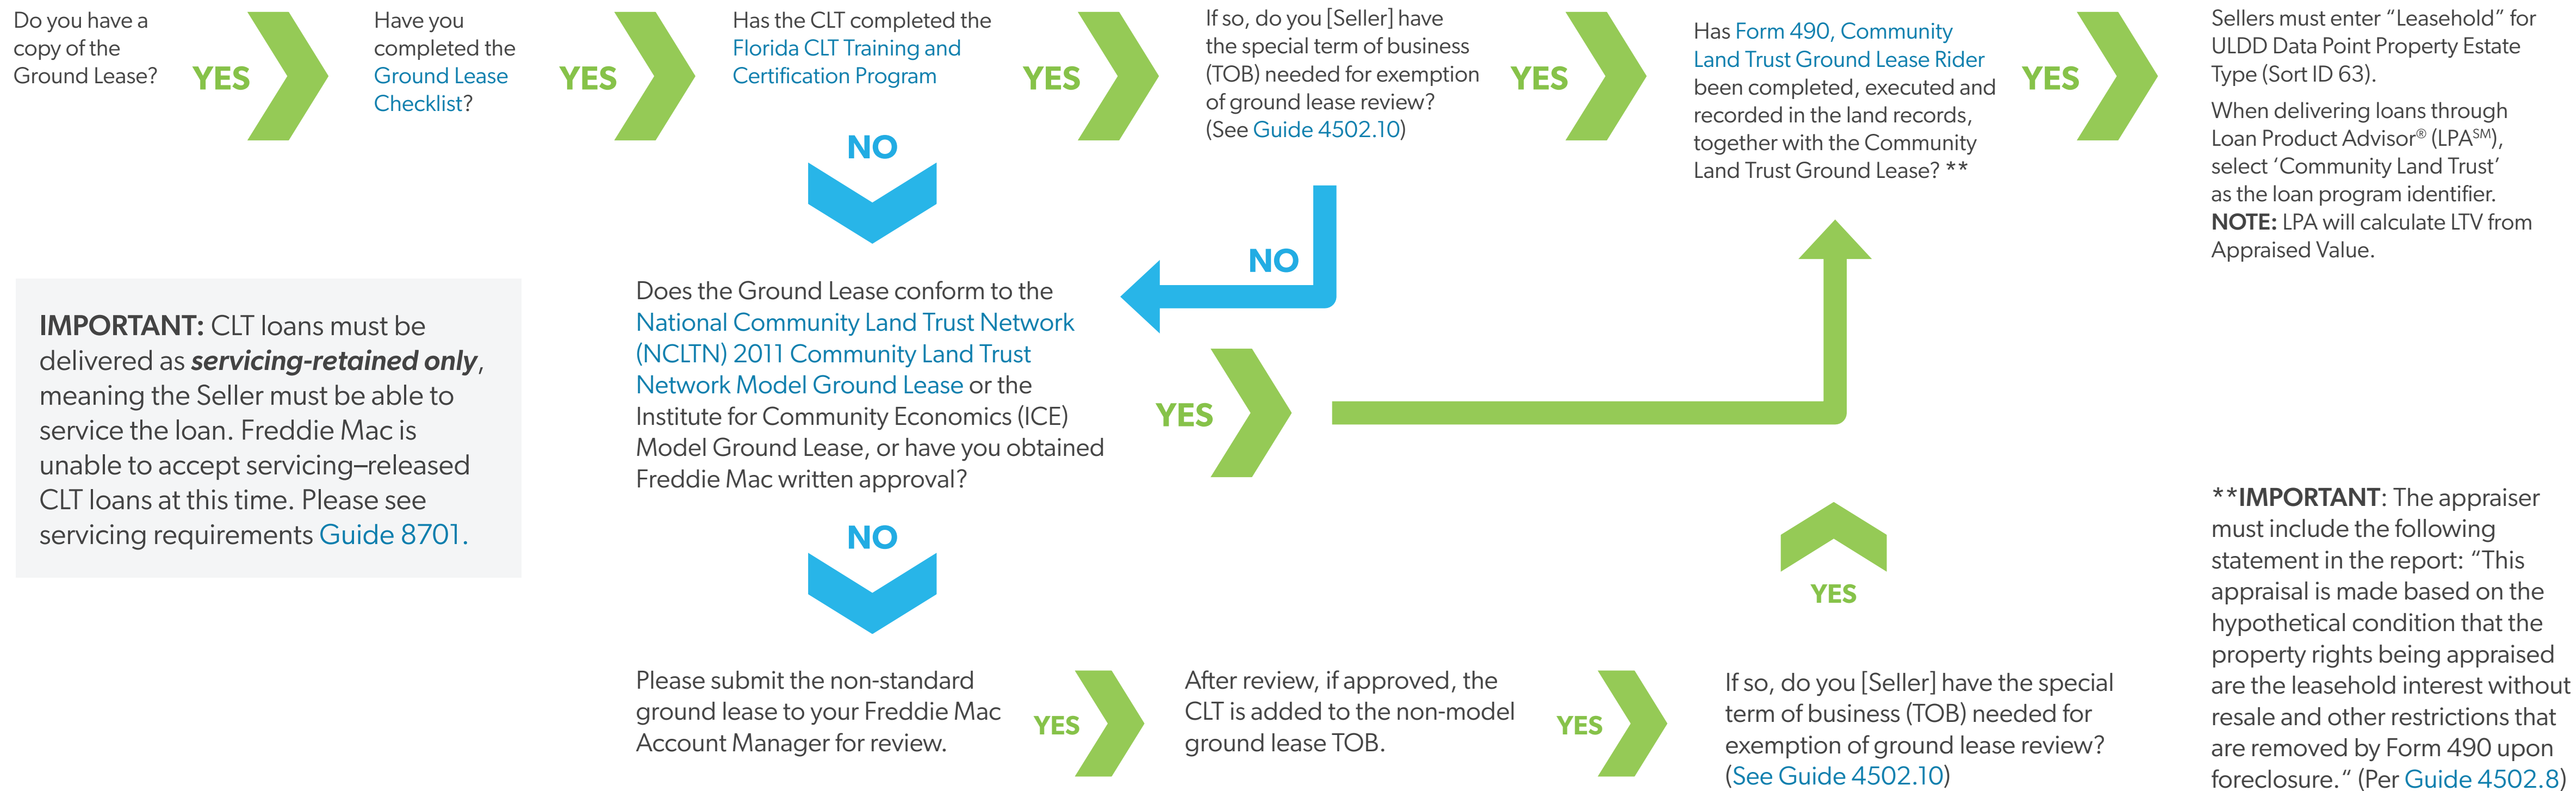 Do you have a
copy of the
Ground Lease?
YES
Have you
completed the
Ground Lease
Checklist?
YES
Has the CLT completed the
Florida CLT Training and
Certification Program
YES
If so, do you [Seller] have
the special term of business
(TOB) needed for exemption
of ground lease review?
(See Guide 4502.10)
YES
Has Form 490, Community
Land Trust Ground Lease Rider
been completed, executed and
recorded in the land records,
together with the Community
Land Trust Ground Lease? **
YES
Sellers must enter “Leasehold” for
ULDD Data Point Property Estate
Type (Sort ID 63).
When delivering loans through
Loan Product Advisor® (LPA℠),
select ‘Community Land Trust’
as the loan program identifier.
NOTE: LPA will calculate LTV from
Appraised Value.
NO
NO
IMPORTANT: CLT loans must be
delivered as servicing-retained only,
meaning the Seller must be able to
service the loan. Freddie Mac is
unable to accept servicing–released
CLT loans at this time. Please see
servicing requirements Guide 8701.
Does the Ground Lease conform to the
National Community Land Trust Network
(NCLTN) 2011 Community Land Trust
Network Model Ground Lease or the
Institute for Community Economics (ICE)
Model Ground Lease, or have you obtained
Freddie Mac written approval?
YES
NO
Please submit the non-standard
ground lease to your Freddie Mac
Account Manager for review.
YES
After review, if approved, the
CLT is added to the non-model
ground lease TOB.
YES
If so, do you [Seller] have the special
term of business (TOB) needed for
exemption of ground lease review?
(See Guide 4502.10)
YES
**IMPORTANT: The appraiser
must include the following
statement in the report: “This
appraisal is made based on the
hypothetical condition that the
property rights being appraised
are the leasehold interest without
resale and other restrictions that
are removed by Form 490 upon
foreclosure.“ (Per Guide 4502.8)